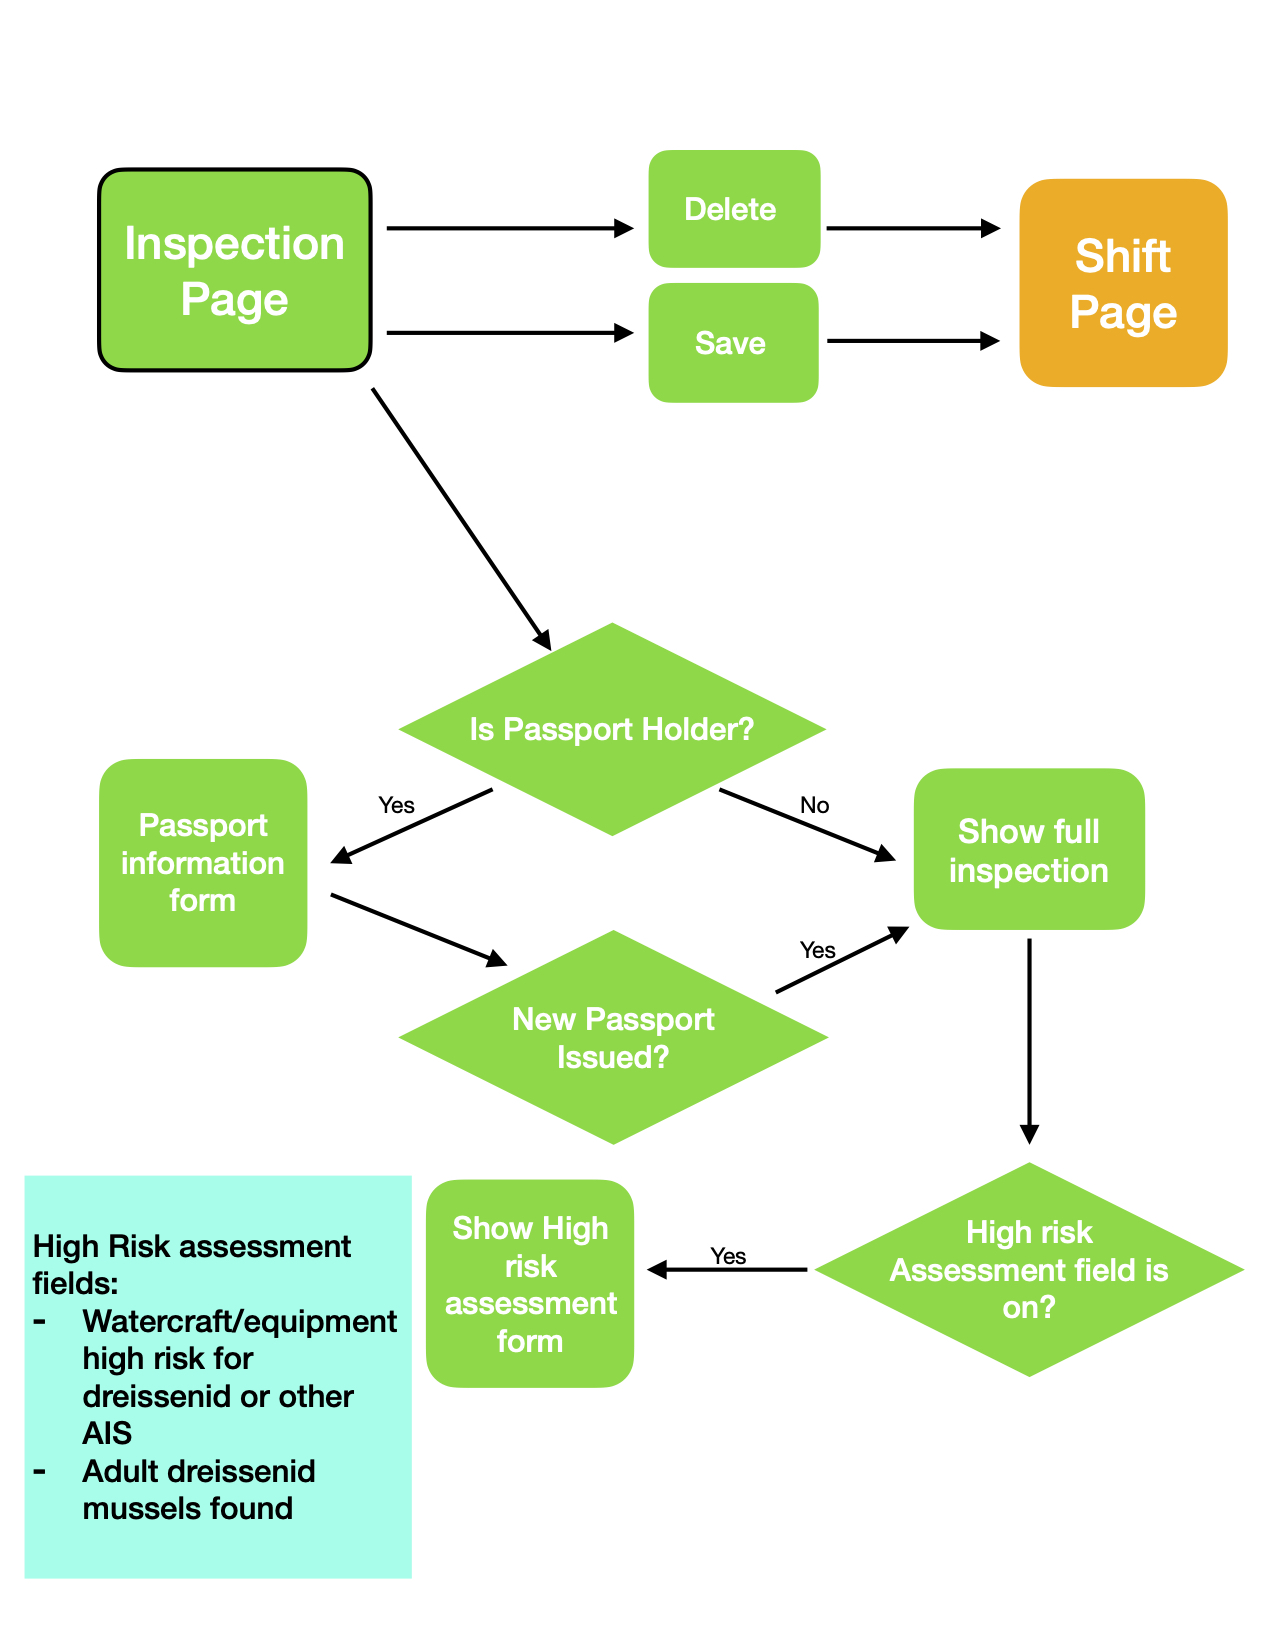 Inspection
Page
Delete
Save
Shift
Page
Is Passport Holder?
Yes
No
Passport
information
form
Show full
inspection
Yes
New Passport
Issued?
High risk
Assessment field is
on?
Yes
Show High
risk
assessment
form
High Risk assessment
fields:
- Watercraft/equipment
high risk for
dreissenid or other
AIS
- Adult dreissenid
mussels found